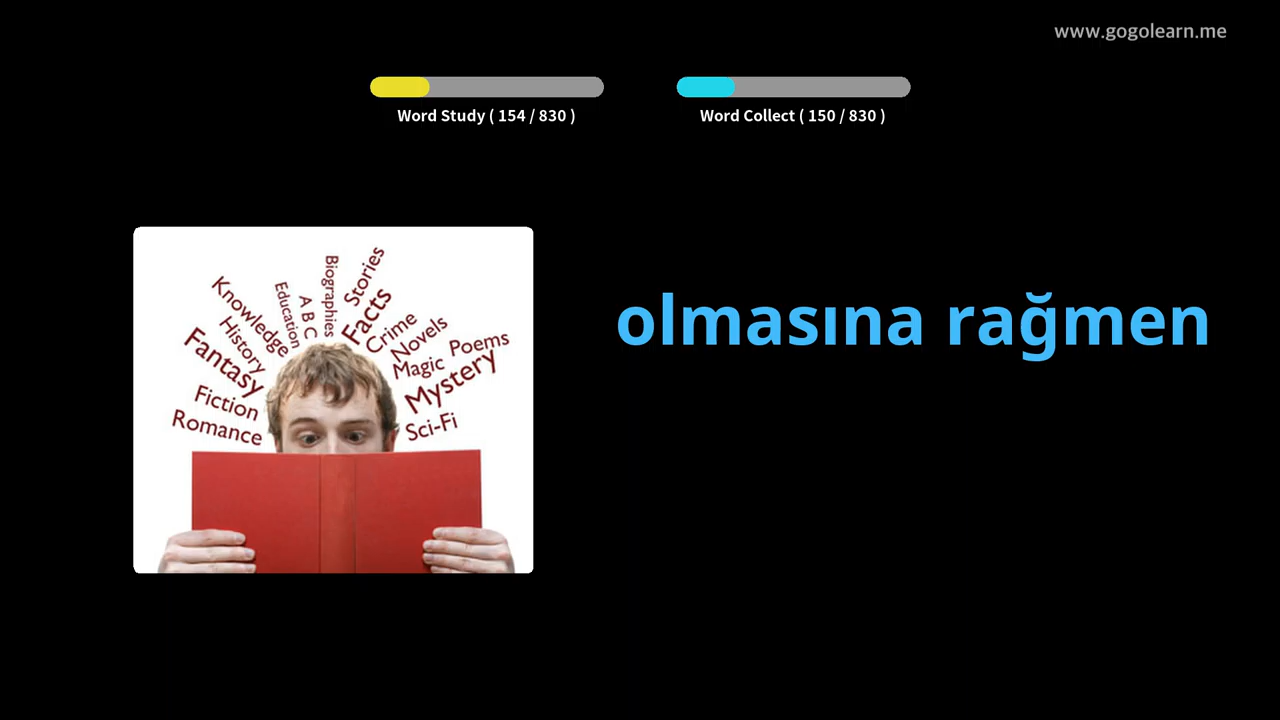 www.gogolearn.me
Word Study ( 154 / 830 )
Word Collect ( 150 / 830 )
olmasına rağmen
Knowledge
Education
A B C
Biographies
Stories
Facts
History
Crime
Novels
Fantasy
Magic
Poems
Mystery
Fiction
Romance
Sci-Fi